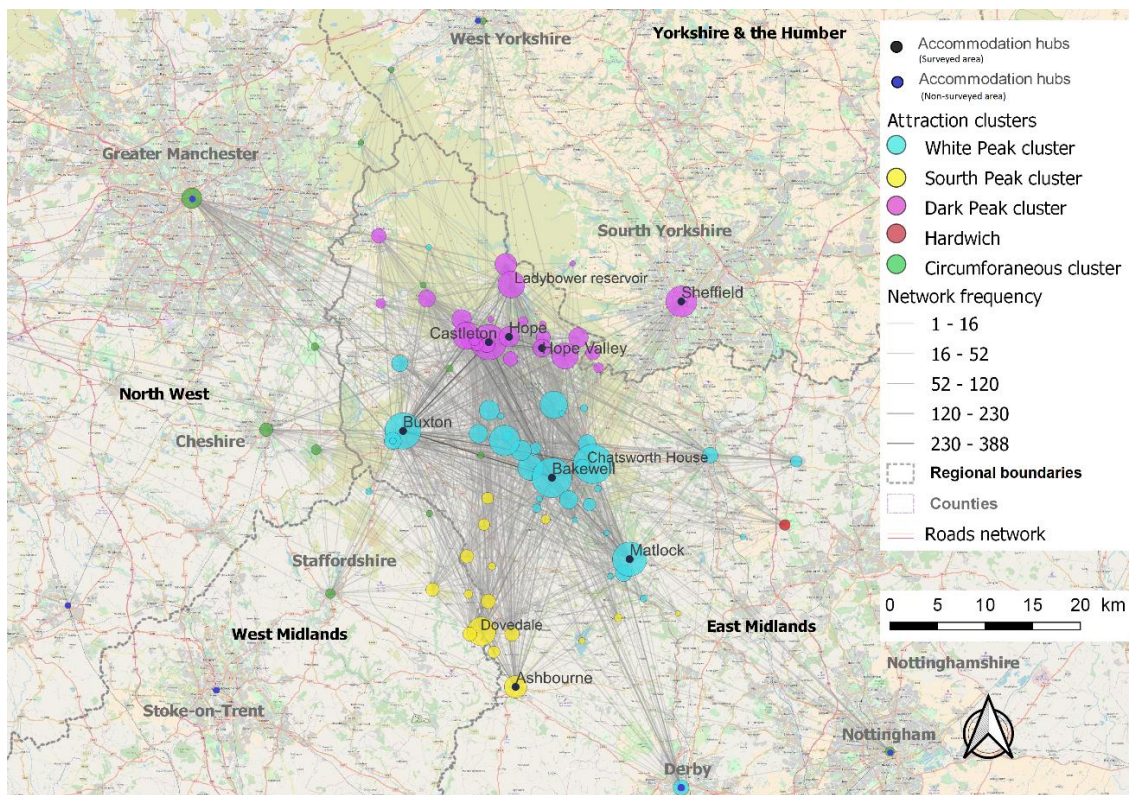 West Yorkshire
Yorkshire & the Humber
Greater Manchester
Sourth Yorkshire
Ladybower reservoir
Sheffield
Castleton
Hope
Hope Valley
North West
Buxton
Cheshire
Chatsworth House
Bakewell
Matlock
Staffordshire
West Midlands
Dovedale
East Midlands
Ashbourne
Stoke-on-Trent
Nottinghamshire
Nottingham
Derby
Accommodation hubs
(Surveyed area)
Accommodation hubs
(Non-surveyed area)
Attraction clusters
White Peak cluster
Sourth Peak cluster
Dark Peak cluster
Hardwich
Circumforaneous cluster
Network frequency
1 - 16
16 - 52
52 - 120
120 - 230
230 - 388
Regional boundaries
Counties
Roads network
0 5 10 15 20 km